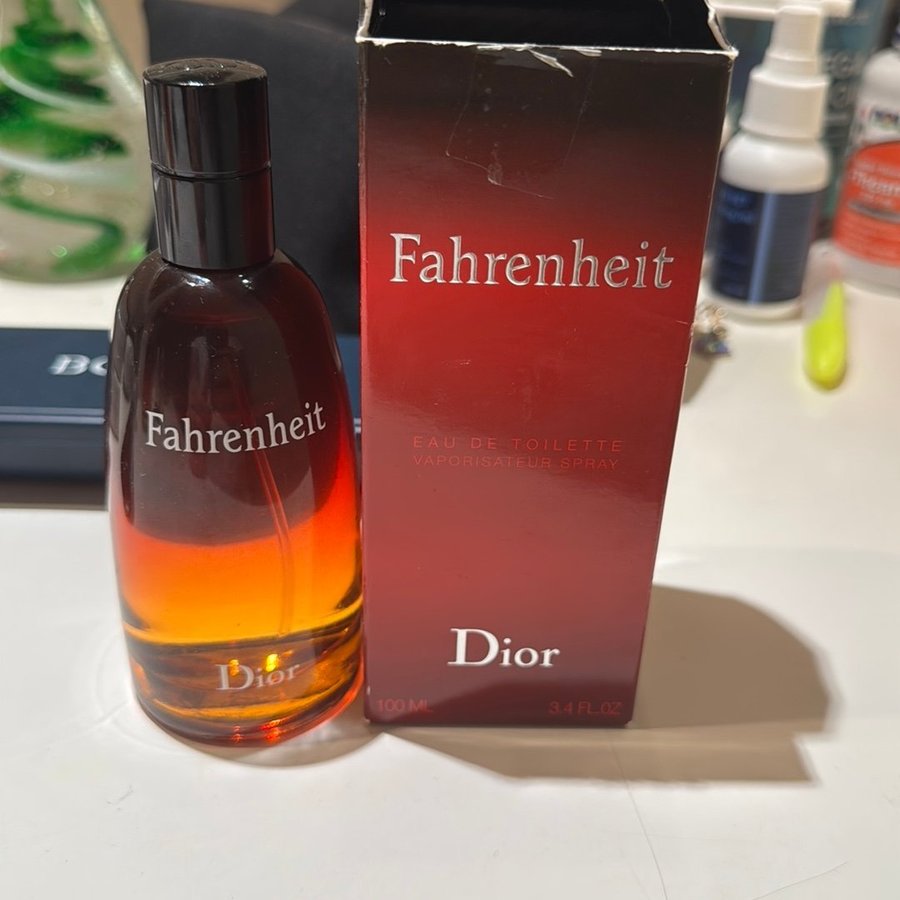 Fahrenheit
Dior
Fahrenheit
EAU DE TOILETTE
VAPORISATEUR SPRAY
Dior
100 ML
3.4 FL.OZ